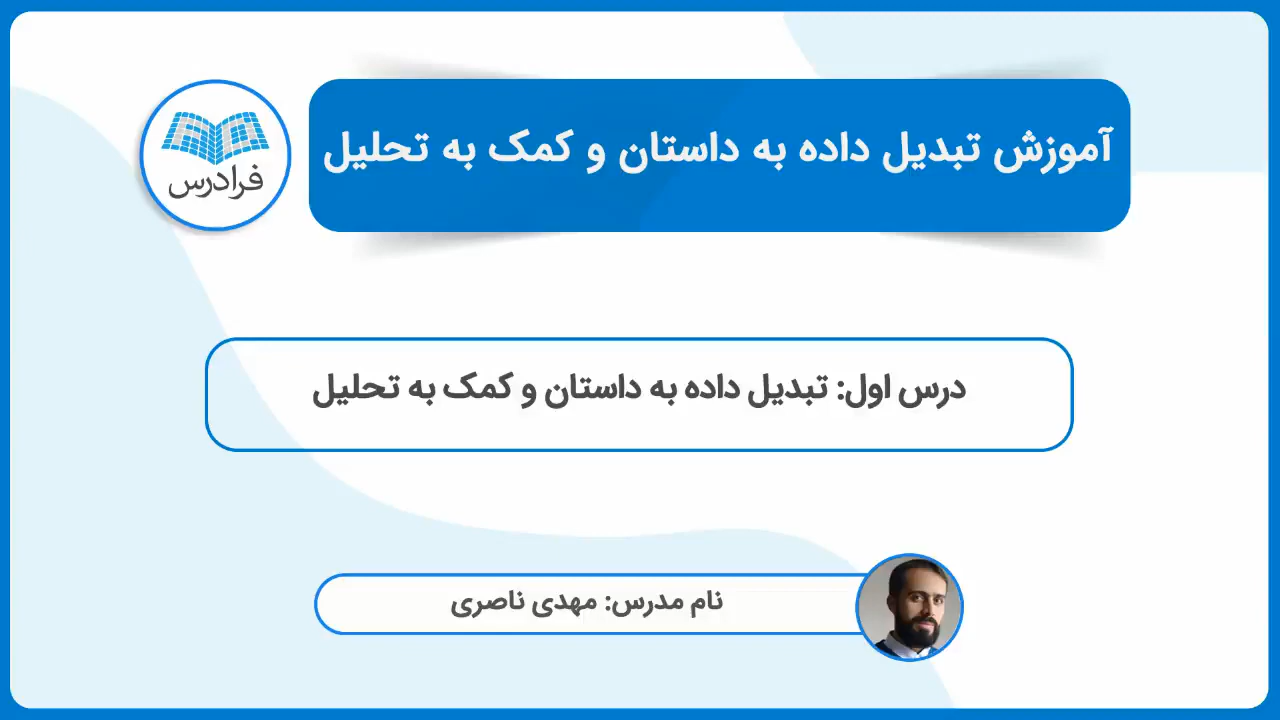 آموزش تبدیل داده به داستان و کمک به تحلیل
فرادرس
درس اول: تبدیل داده به داستان و کمک به تحلیل
نام مدرس: مهدی ناصری